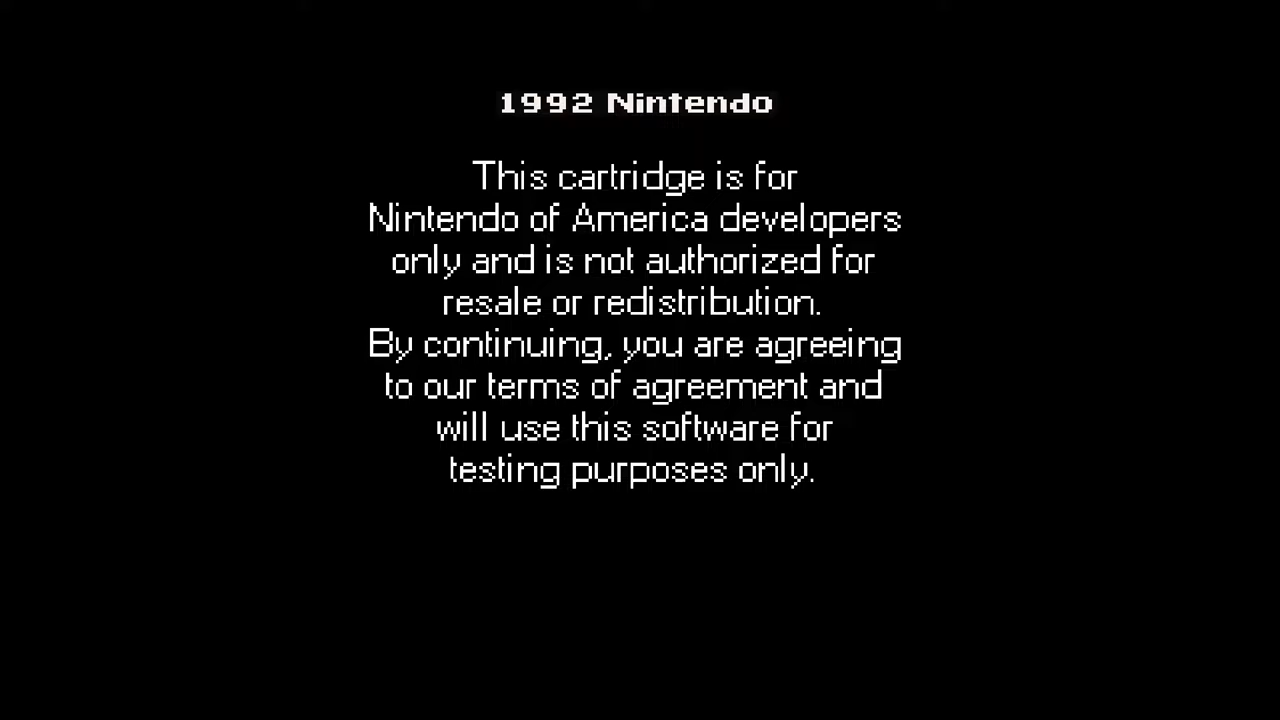 1992 Nintendo
This cartridge is for
Nintendo of America developers
only and is not authorized for
resale or redistribution.
By continuing, you are agreeing
to our terms of agreement and
will use this software for
testing purposes only.